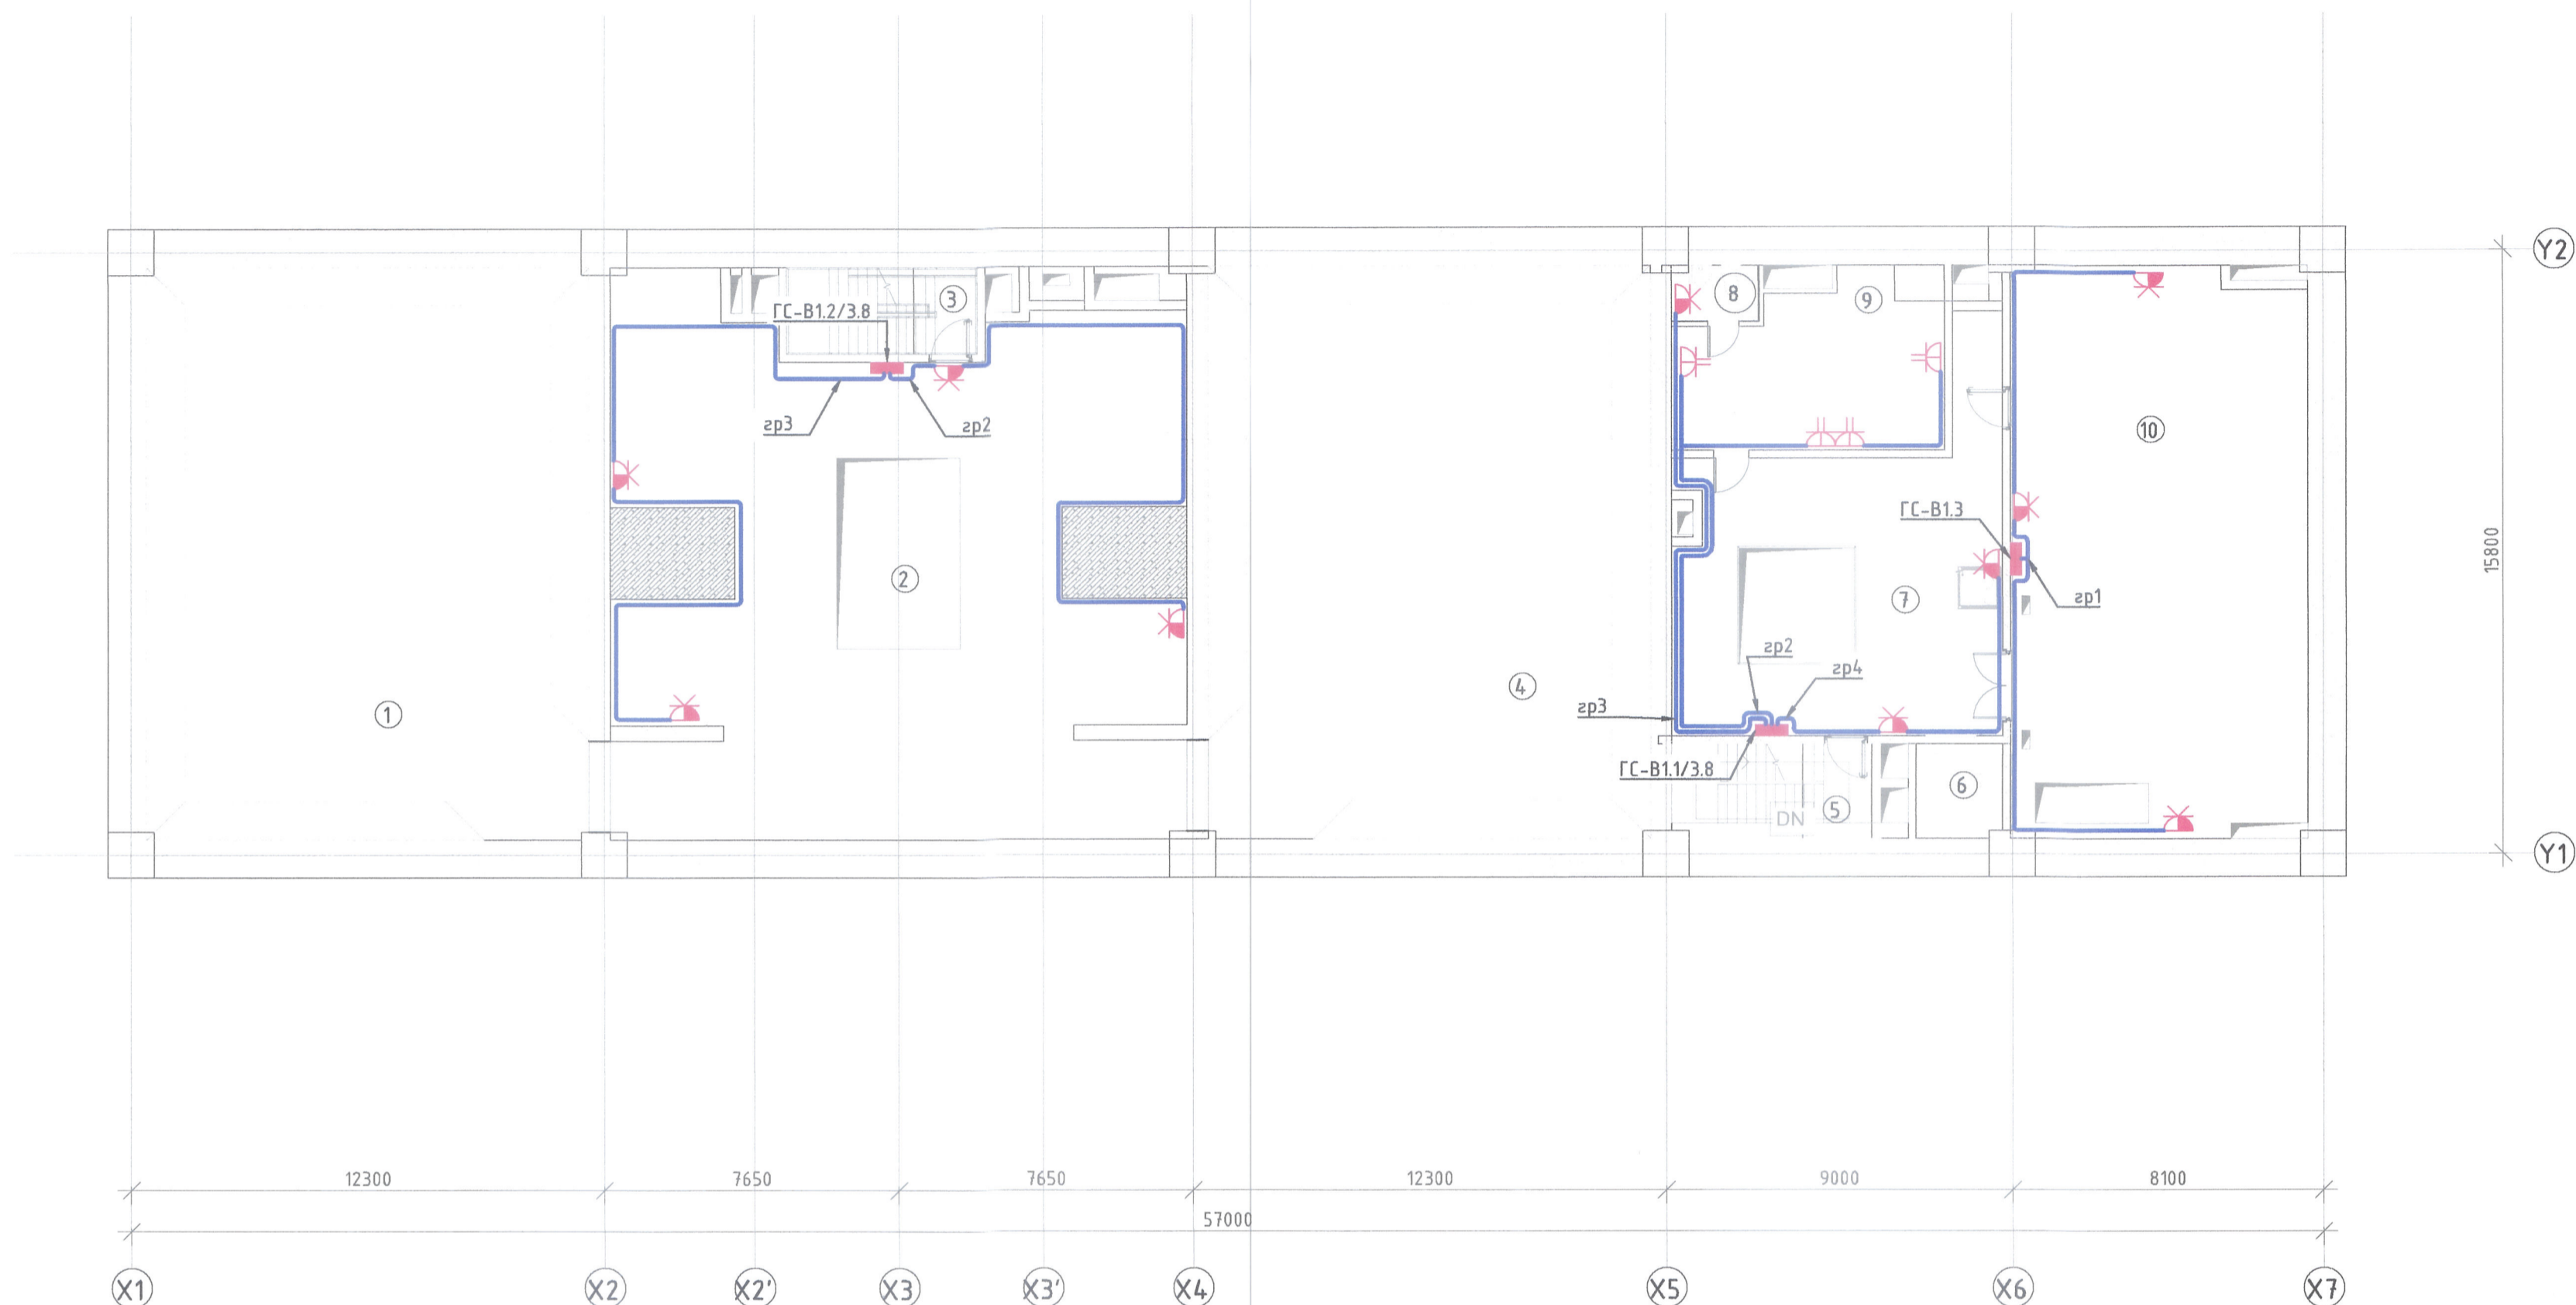 Y2
3
ГС-В1.2/3.8
8
9
гр3
гр2
10
ГС-В1.3
15800
2
7
гр1
гр2
гр4
4
1
гр3
ГС-В1.1/3.8
6
DN
5
Y1
12300
7650
7650
12300
9000
8100
57000
X1
X2
X2'
X3
X3'
X4
X5
X6
X7